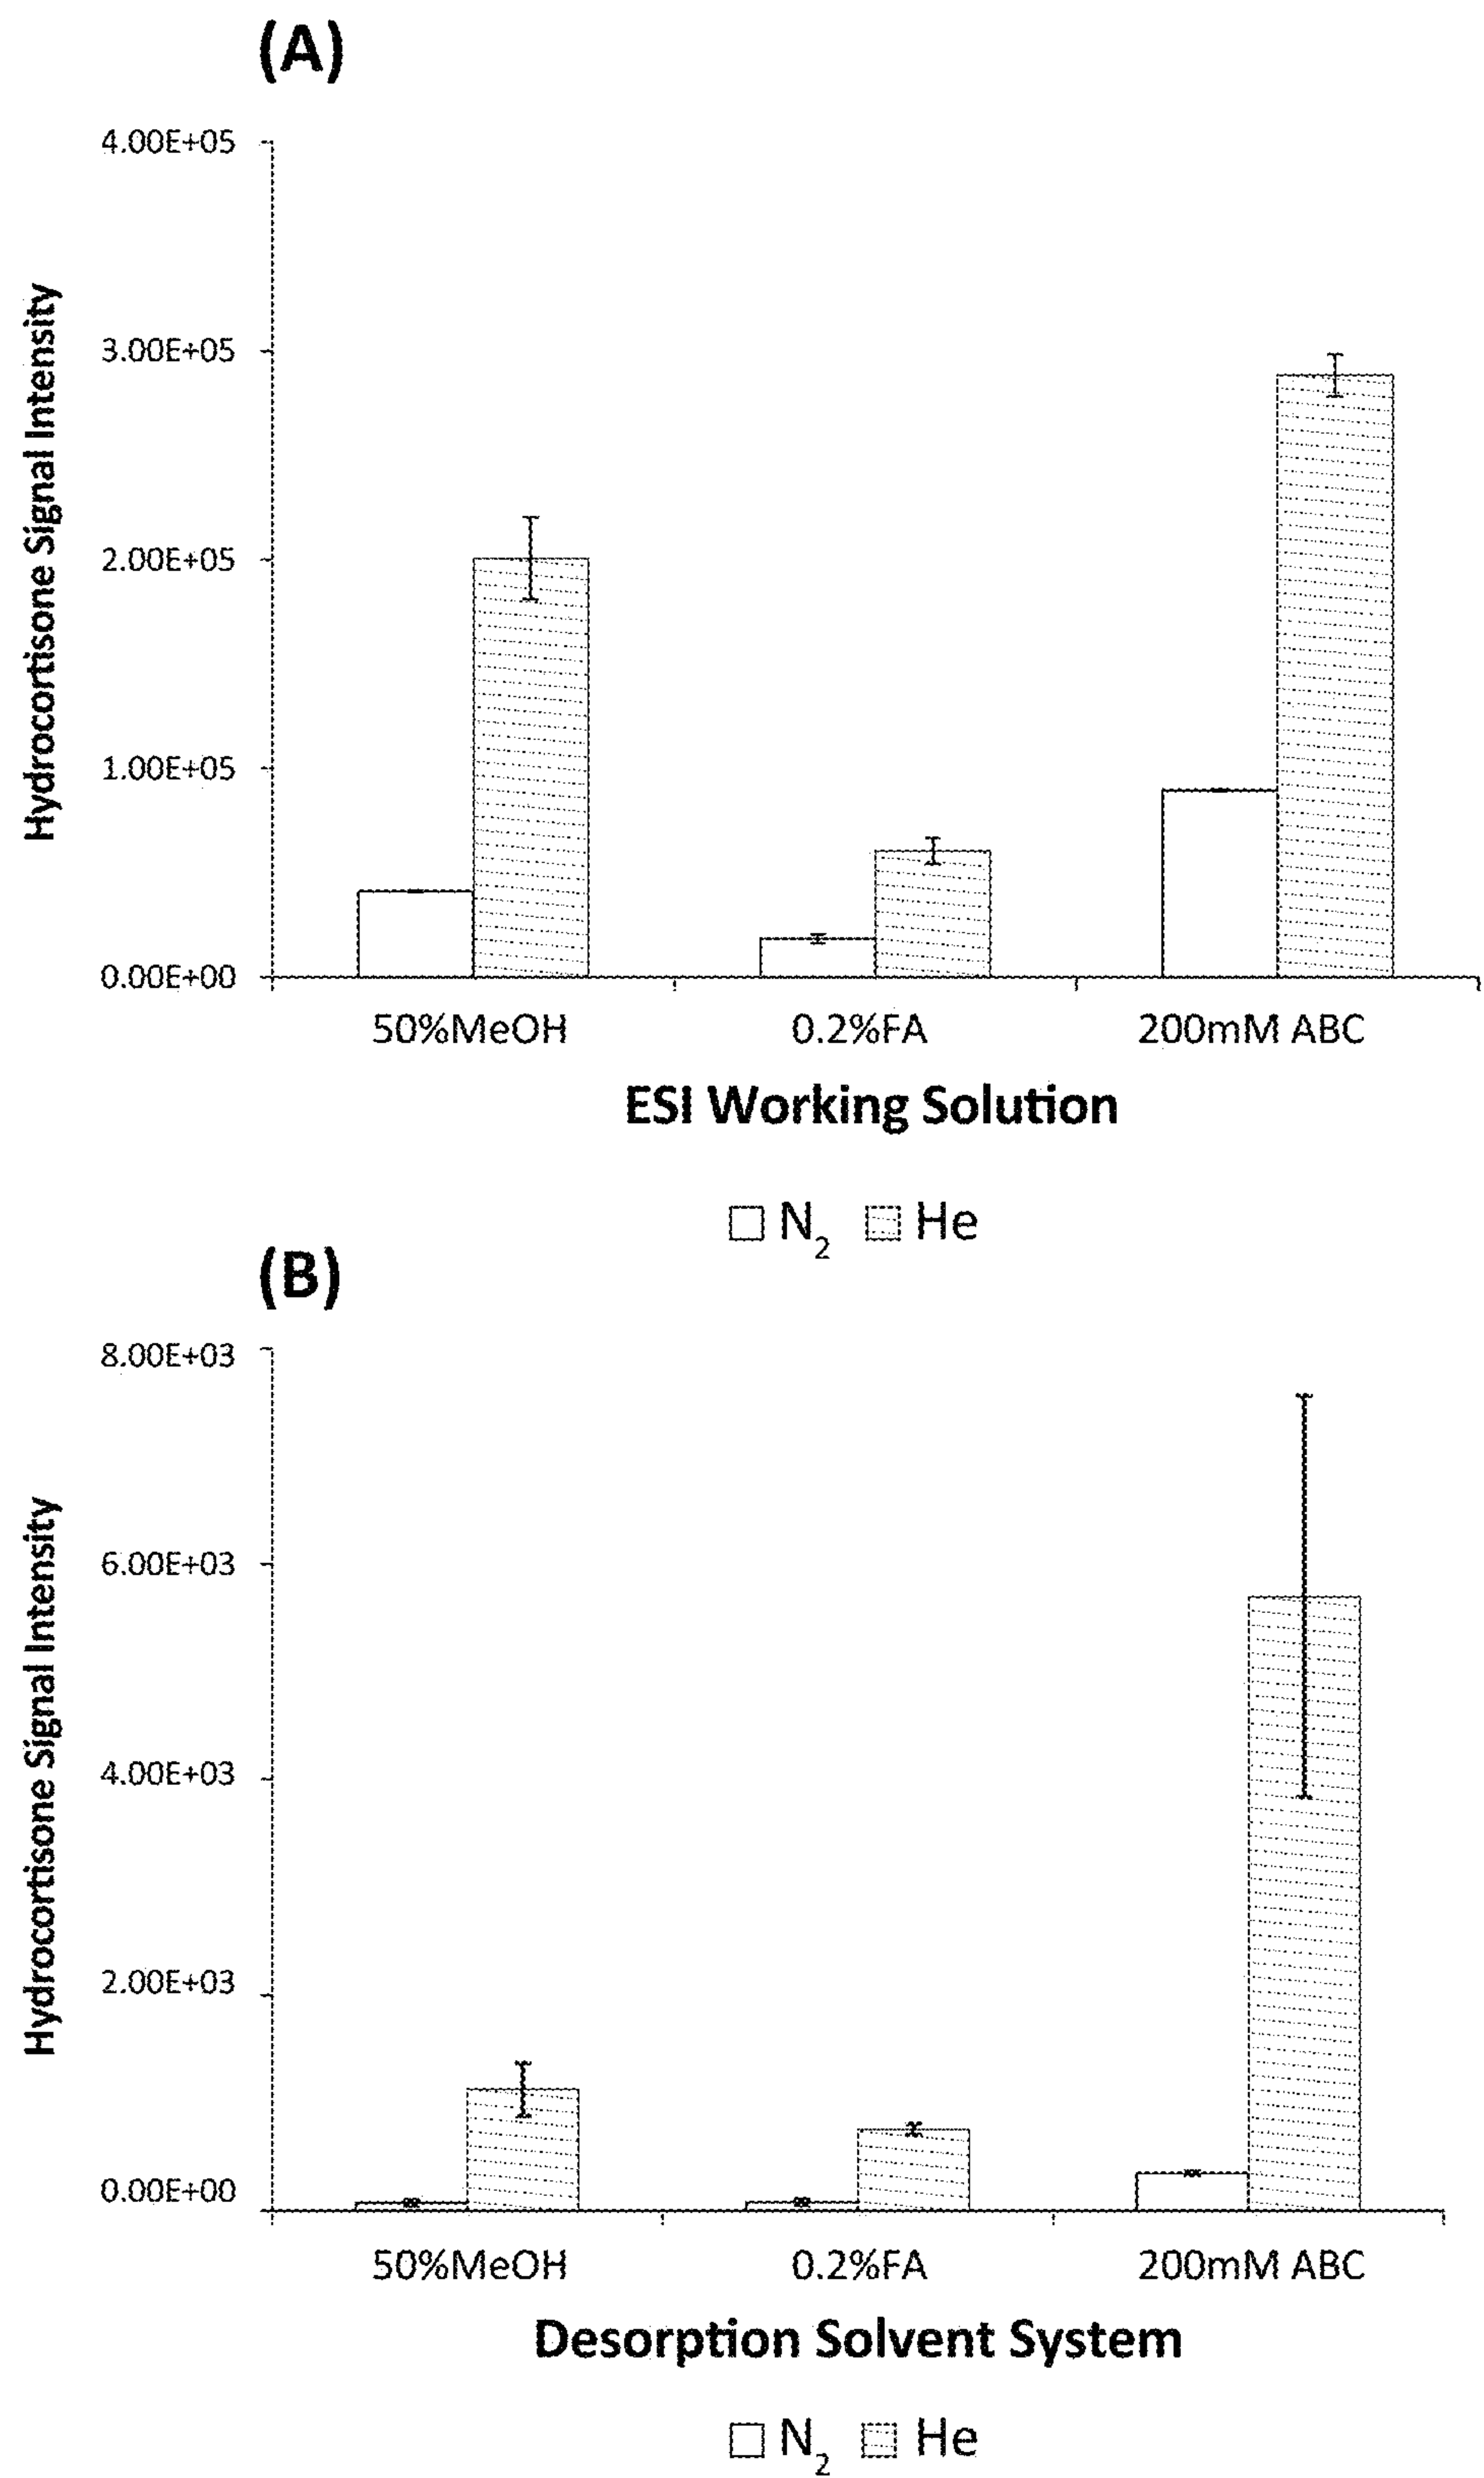 (A)
Hydrocortisone Signal Intensity
4.00E+05
3.00E+05
2.00E+05
1.00E+05
0.00E+00
50%MeOH 0.2%FA 200mM ABC
ESI Working Solution
N2 He
(B)
Hydrocortisone Signal Intensity
8.00E+03
6.00E+03
4.00E+03
2.00E+03
0.00E+00
50%MeOH 0.2%FA 200mM ABC
Desorption Solvent System
N2 He